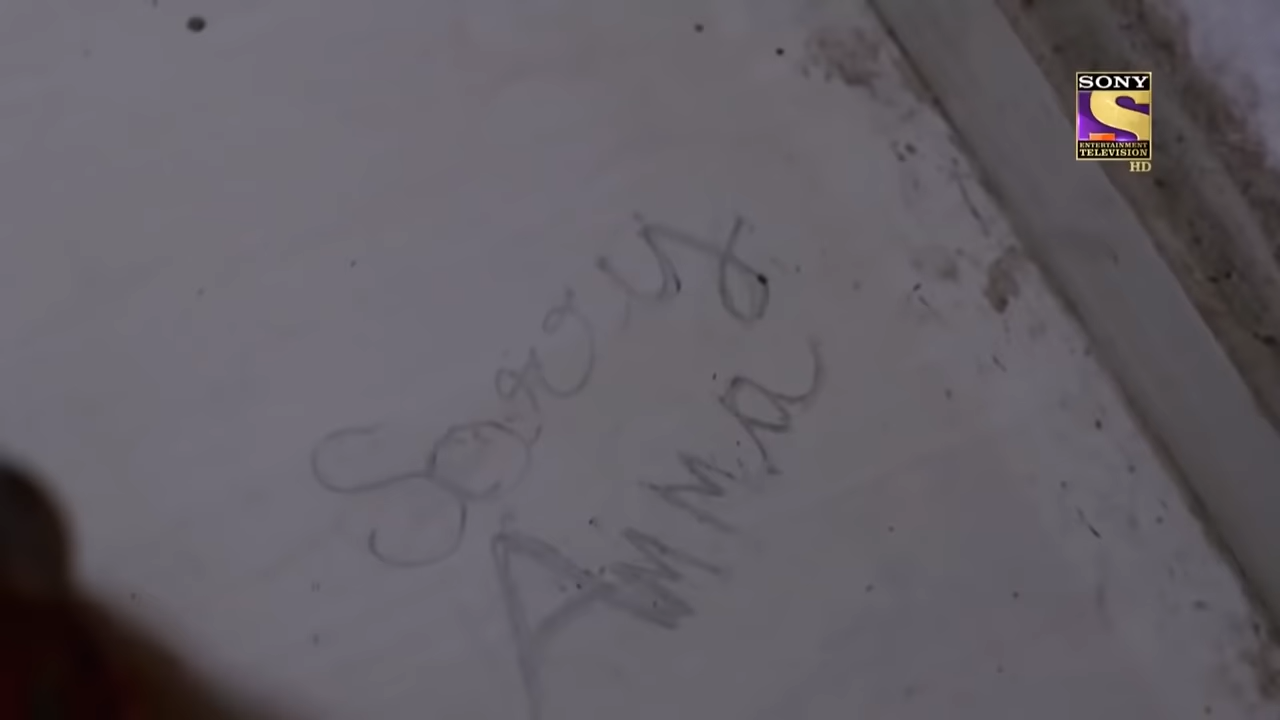 Sorry
Amma
SONY
ENTERTAINMENT
TELEVISION
HD